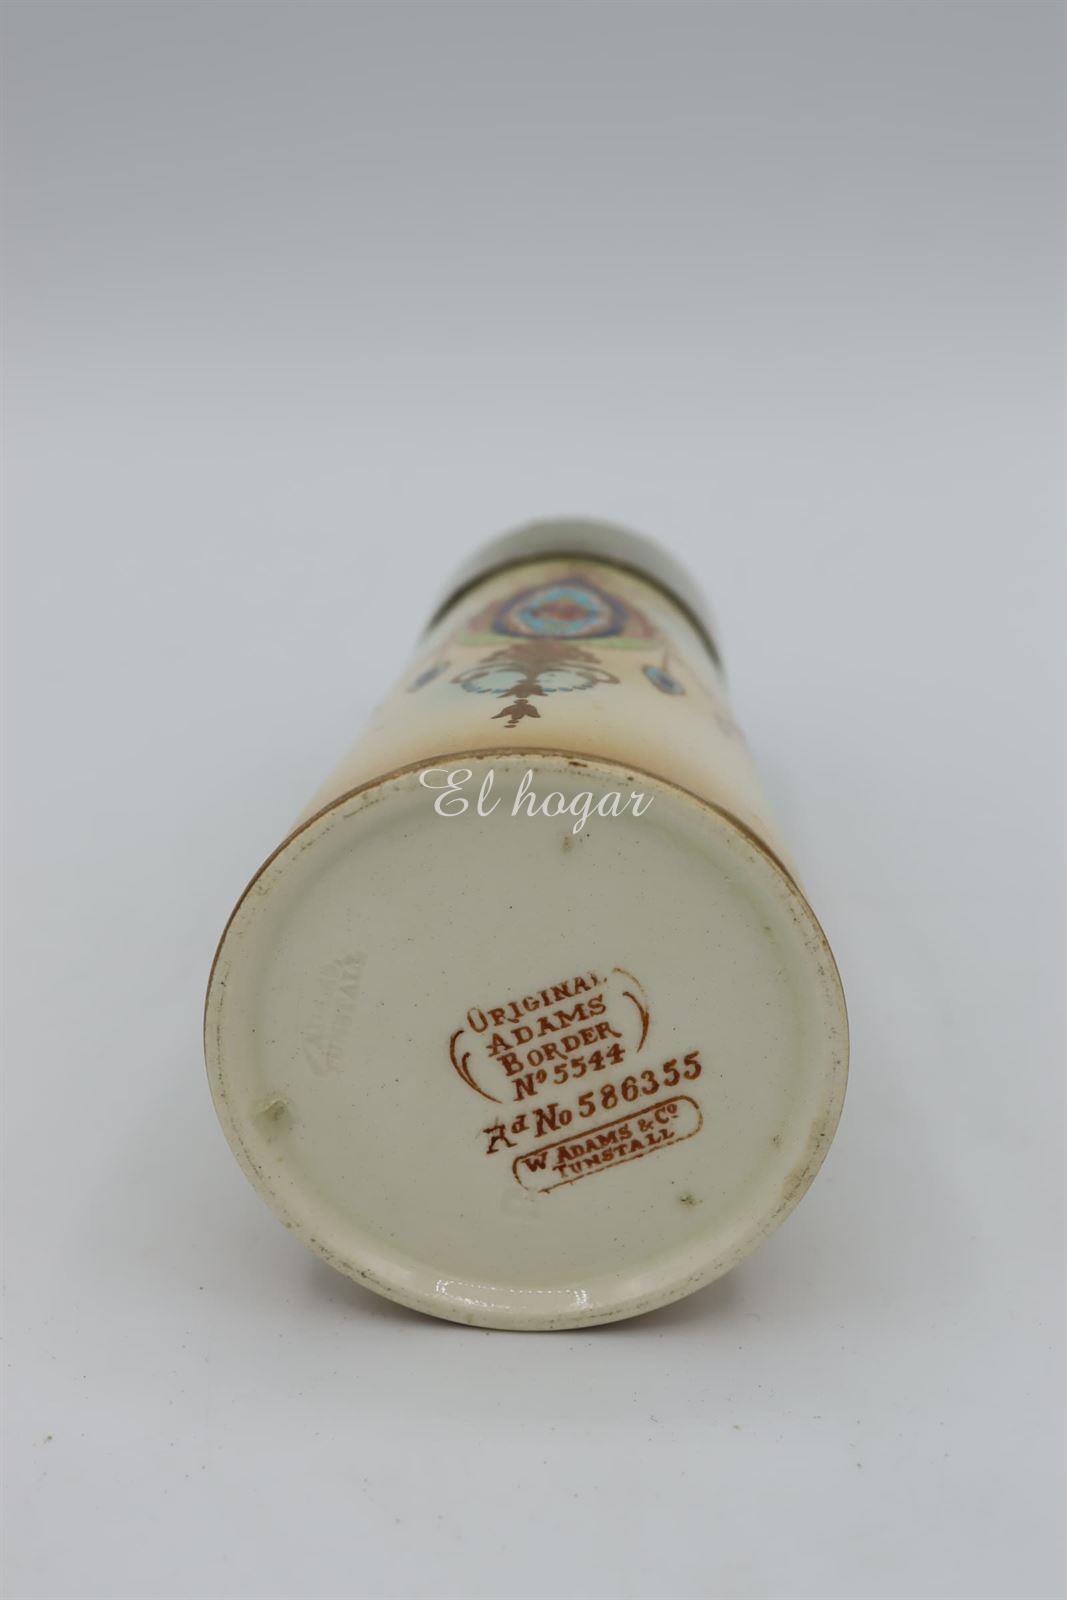 El hogar
ORIGINAL
ADAMS
BORDER
No 5544
Rd No 586355
W ADAMS & Co
TUNSTALL